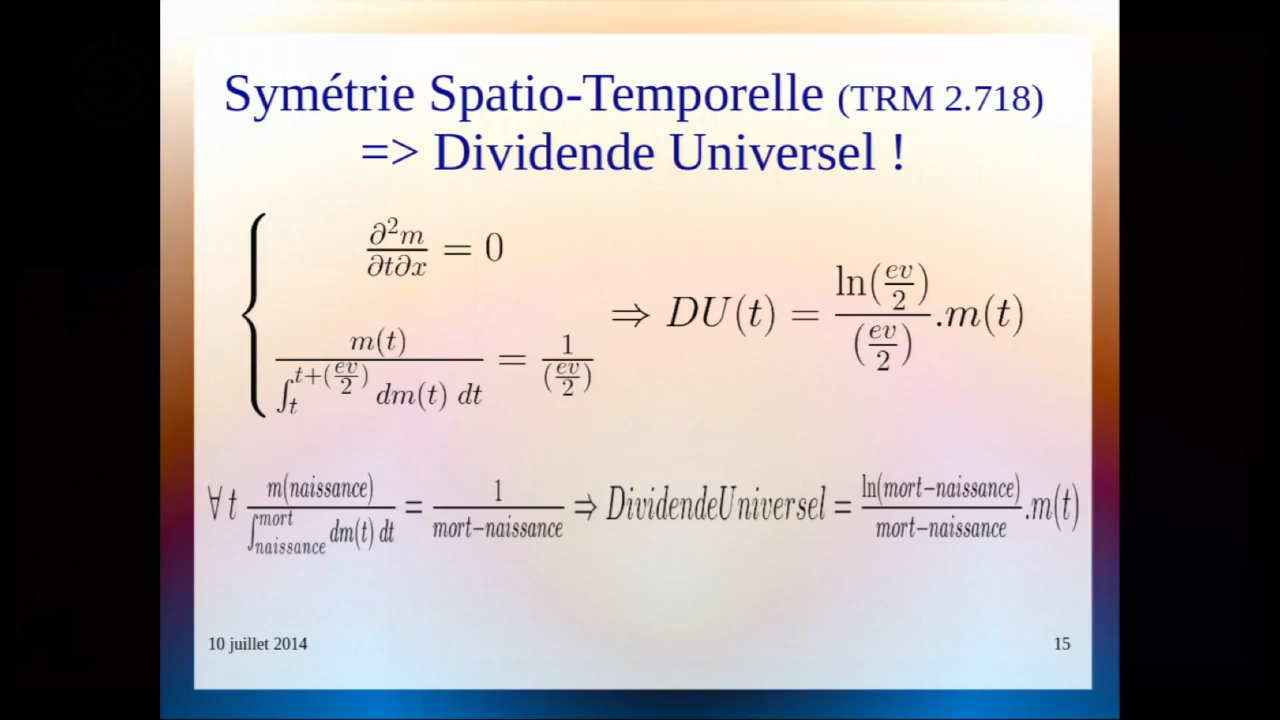 Symétrie Spatio-Temporelle (TRM 2.718)
=> Dividende Universel !
∂²m/∂t∂x = 0
m(t) / ∫_t^{t+(ev/2)} dm(t) dt = 1/(ev/2) ⇒ DU(t) = ln(ev/2)/(ev/2) .m(t)
∀ t m(naissance) / ∫_{naissance}^{mort} dm(t) dt = 1/(mort−naissance) ⇒ DividendeUniversel = ln(mort−naissance)/(mort−naissance) .m(t)
10 juillet 2014 15